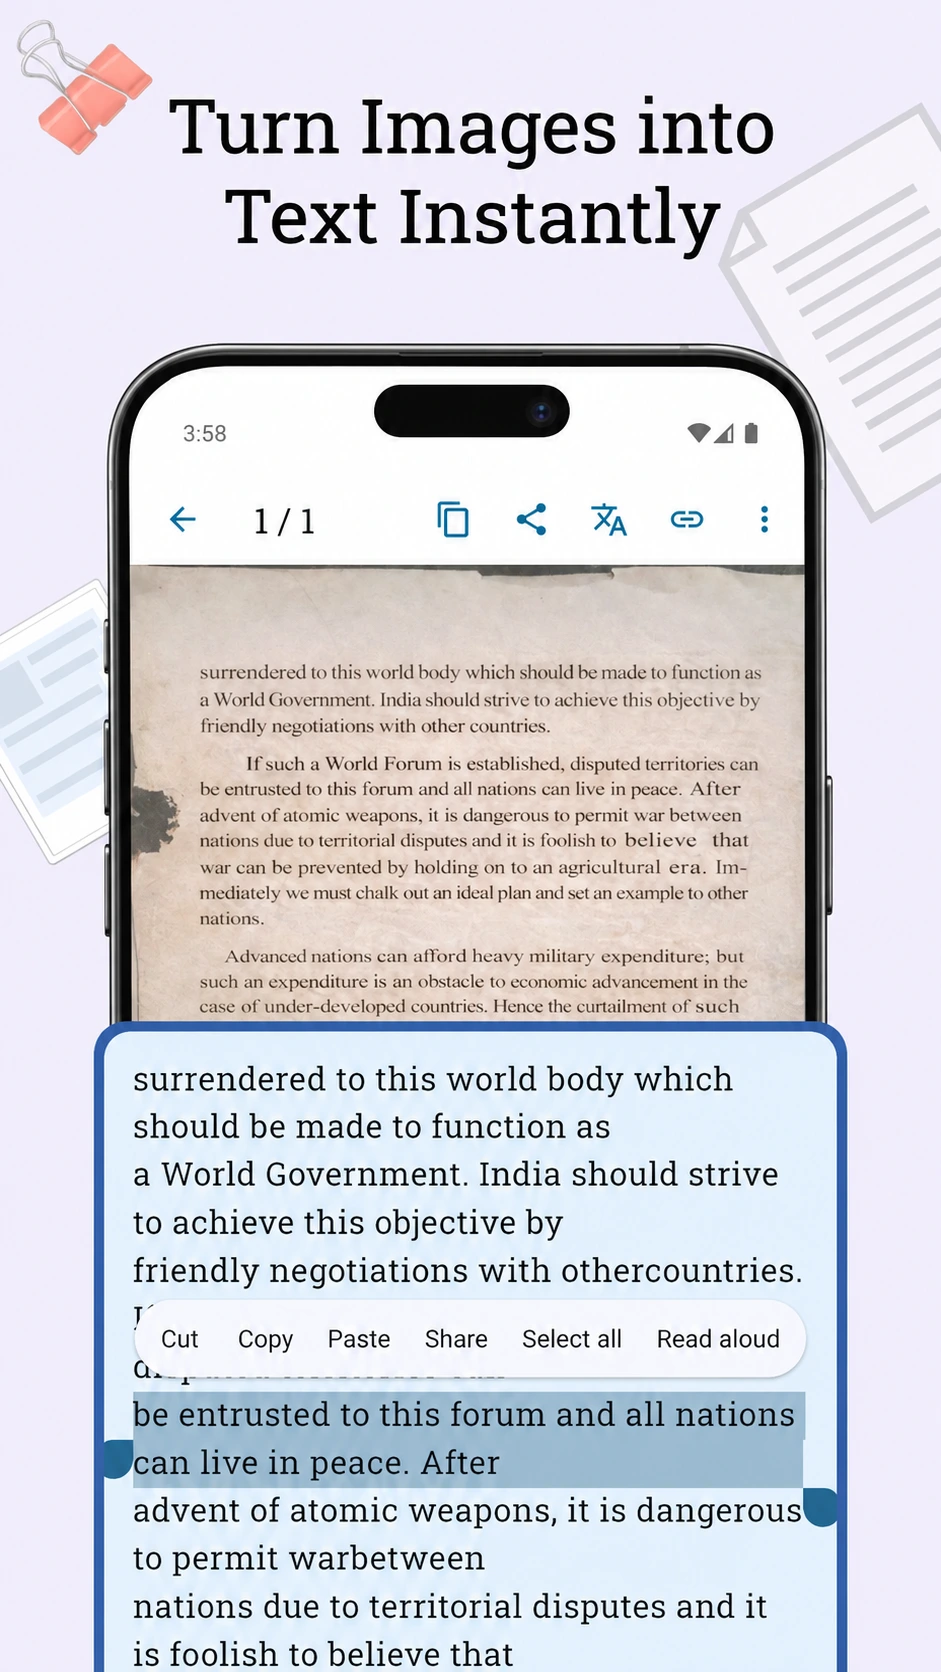 Turn Images into
Text Instantly
3:58
1 / 1
surrendered to this world body which should be made to function as
a World Government. India should strive to achieve this objective by
friendly negotiations with other countries.
If such a World Forum is established, disputed territories can
be entrusted to this forum and all nations can live in peace. After
advent of atomic weapons, it is dangerous to permit war between
nations due to territorial disputes and it is foolish to believe that
war can be prevented by holding on to an agricultural era. Im-
mediately we must chalk out an ideal plan and set an example to other
nations.
Advanced nations can afford heavy military expenditure; but
such an expenditure is an obstacle to economic advancement in the
case of under-developed countries. Hence the curtailment of such
surrendered to this world body which
should be made to function as
a World Government. India should strive
to achieve this objective by
friendly negotiations with othercountries.
Cut Copy Paste Share Select all Read aloud
be entrusted to this forum and all nations
can live in peace. After
advent of atomic weapons, it is dangerous
to permit warbetween
nations due to territorial disputes and it
is foolish to believe that